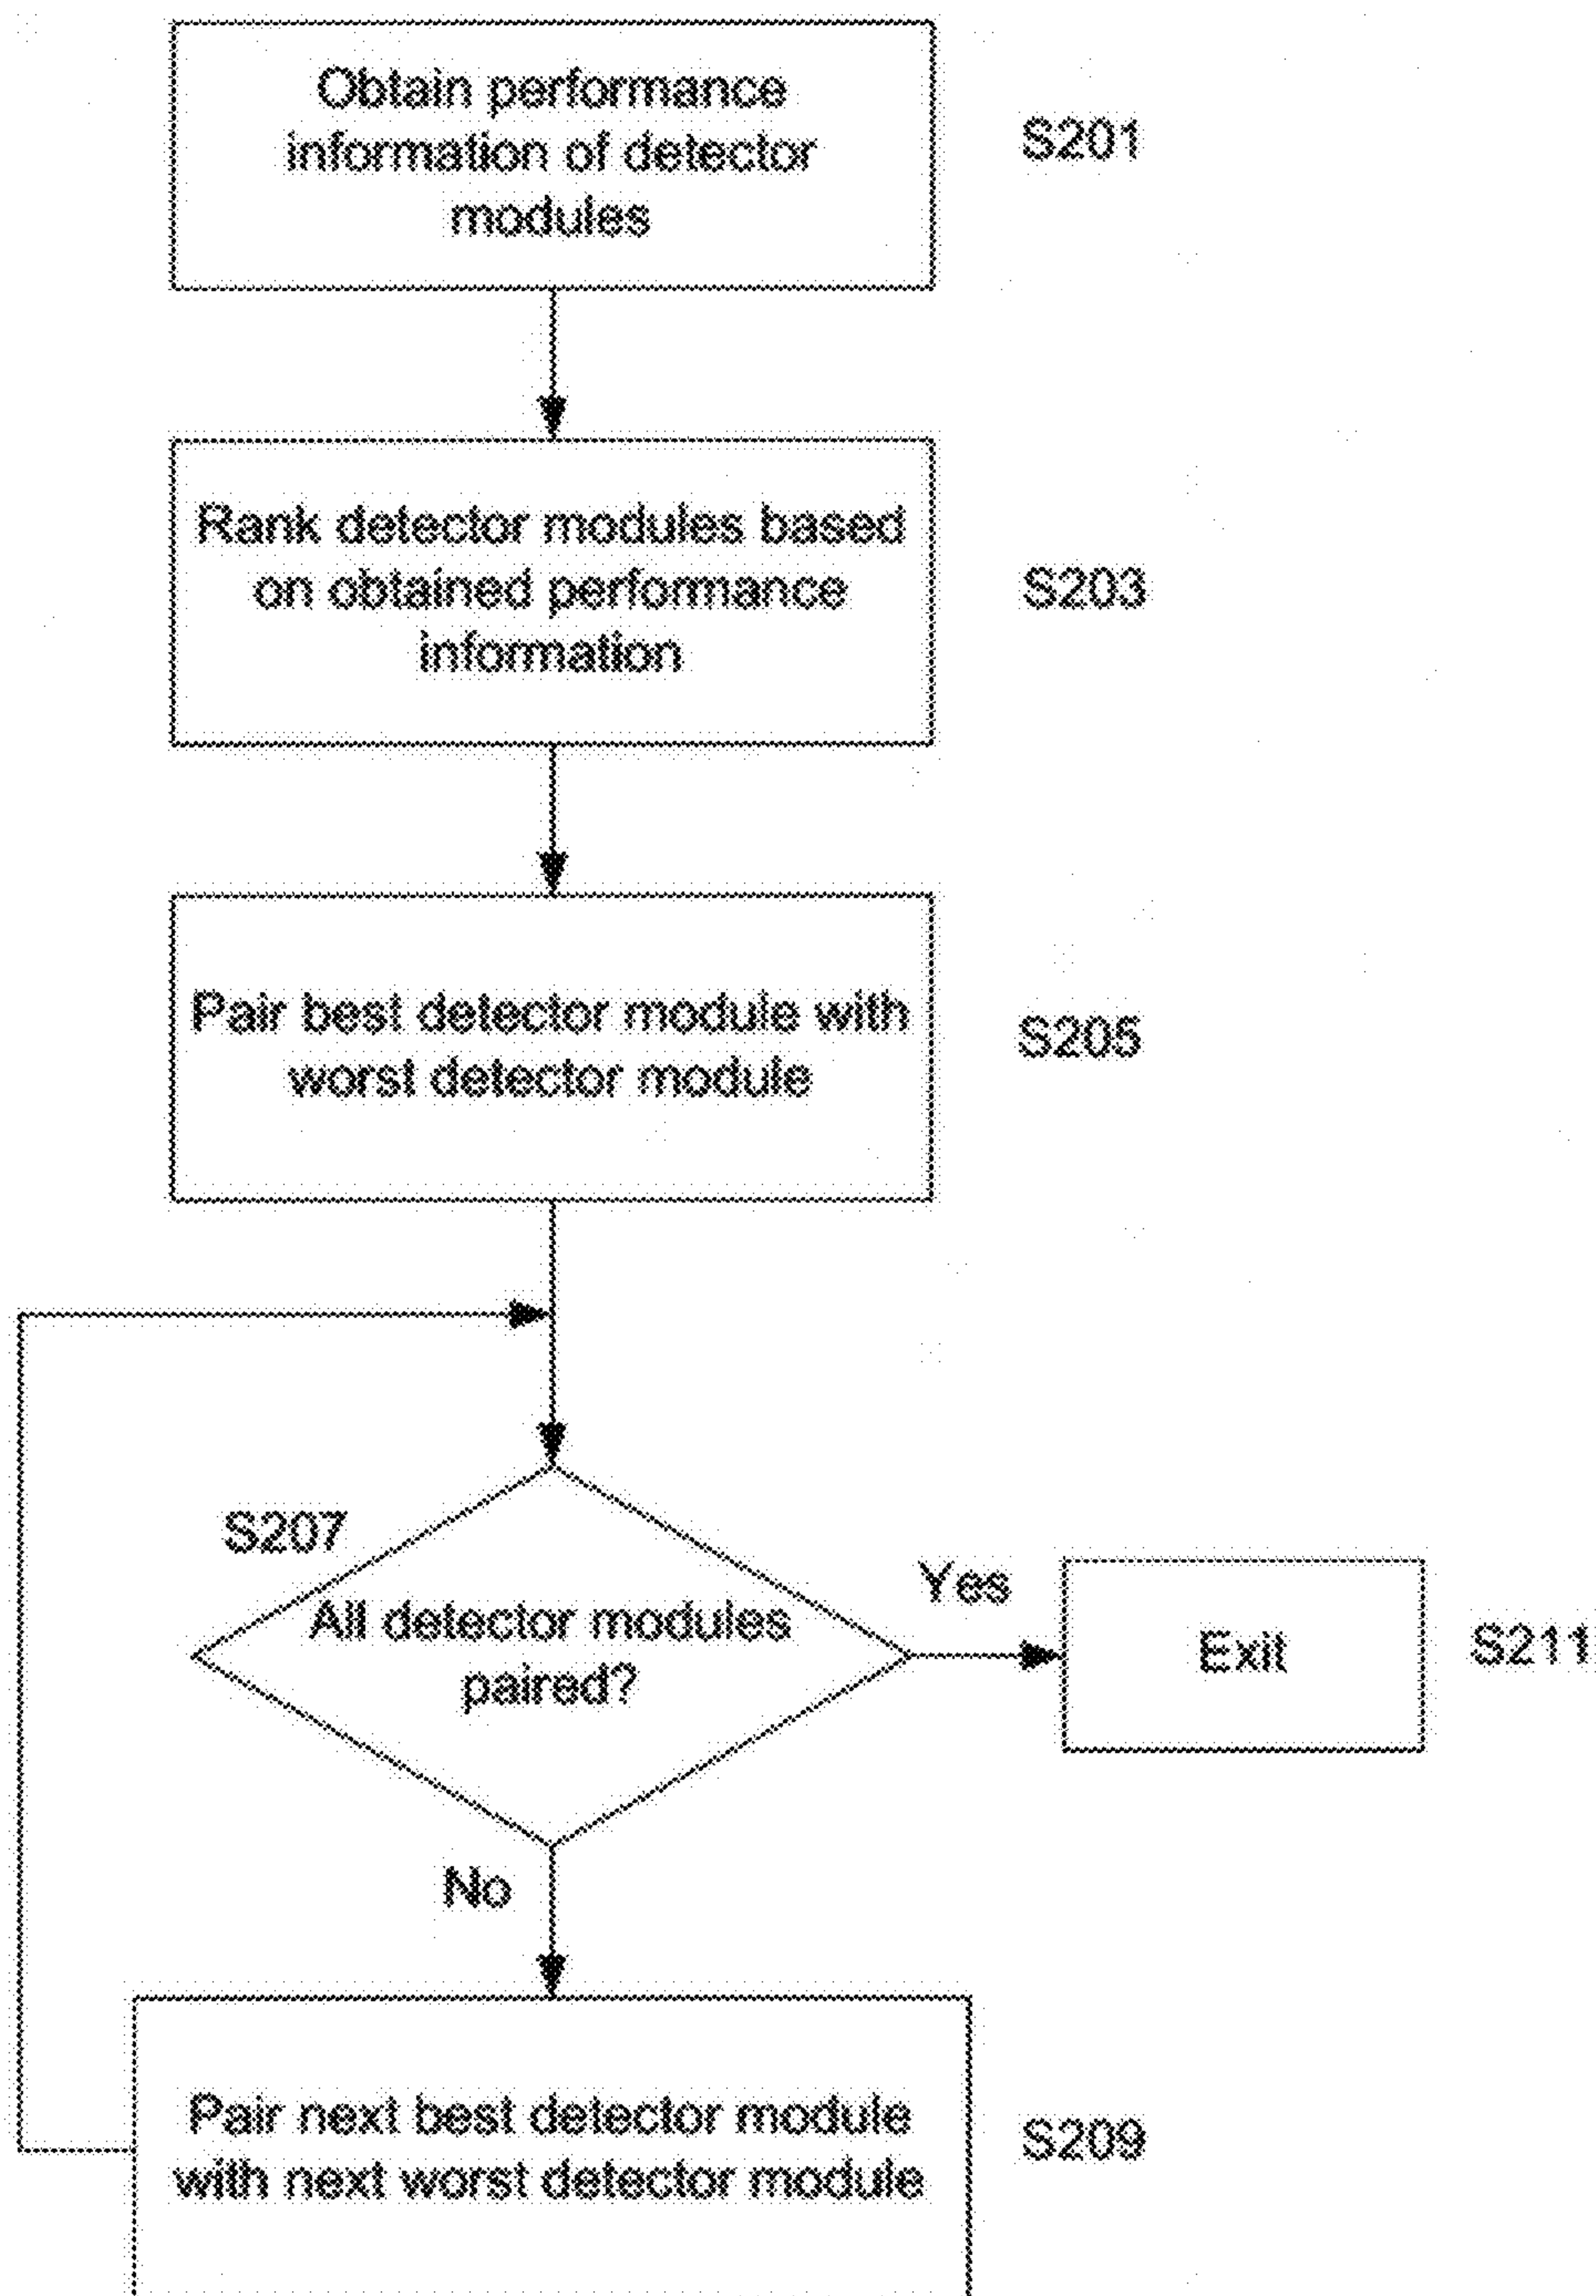 Obtain performance
information of detector
modules
S201
Rank detector modules based
on obtained performance
information
S203
Pair best detector module with
worst detector module
S205
S207
All detector modules
paired?
Yes
Exit
S211
No
Pair next best detector module
with next worst detector module
S209